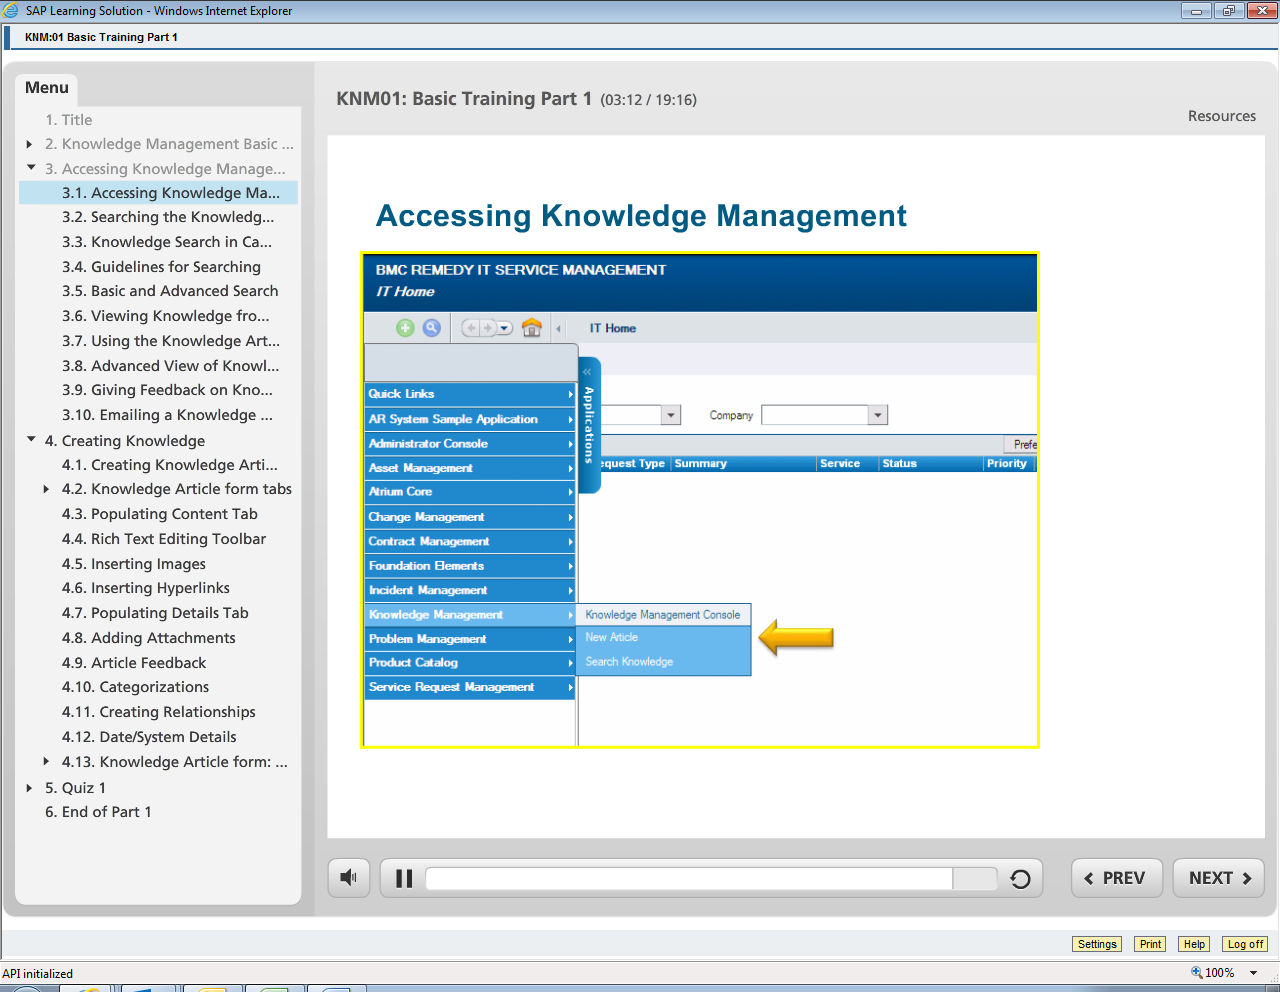 SAP Learning Solution - Windows Internet Explorer
KNM:01 Basic Training Part 1
Menu
1. Title
2. Knowledge Management Basic ...
3. Accessing Knowledge Manage...
3.1. Accessing Knowledge Ma...
3.2. Searching the Knowledg...
3.3. Knowledge Search in Ca...
3.4. Guidelines for Searching
3.5. Basic and Advanced Search
3.6. Viewing Knowledge fro...
3.7. Using the Knowledge Art...
3.8. Advanced View of Knowl...
3.9. Giving Feedback on Kno...
3.10. Emailing a Knowledge ...
4. Creating Knowledge
4.1. Creating Knowledge Arti...
4.2. Knowledge Article form tabs
4.3. Populating Content Tab
4.4. Rich Text Editing Toolbar
4.5. Inserting Images
4.6. Inserting Hyperlinks
4.7. Populating Details Tab
4.8. Adding Attachments
4.9. Article Feedback
4.10. Categorizations
4.11. Creating Relationships
4.12. Date/System Details
4.13. Knowledge Article form: ...
5. Quiz 1
6. End of Part 1
KNM01: Basic Training Part 1 (03:12 / 19:16)
Resources
Accessing Knowledge Management
BMC REMEDY IT SERVICE MANAGEMENT
IT Home
IT Home
Quick Links
AR System Sample Application
Administrator Console
Asset Management
Atrium Core
Change Management
Contract Management
Foundation Elements
Incident Management
Knowledge Management
Problem Management
Product Catalog
Service Request Management
Applications
Company
Prefe
equest Type Summary Service Status Priority
Knowledge Management Console
New Article
Search Knowledge
PREV
NEXT
Settings Print Help Log off
API initialized
100%